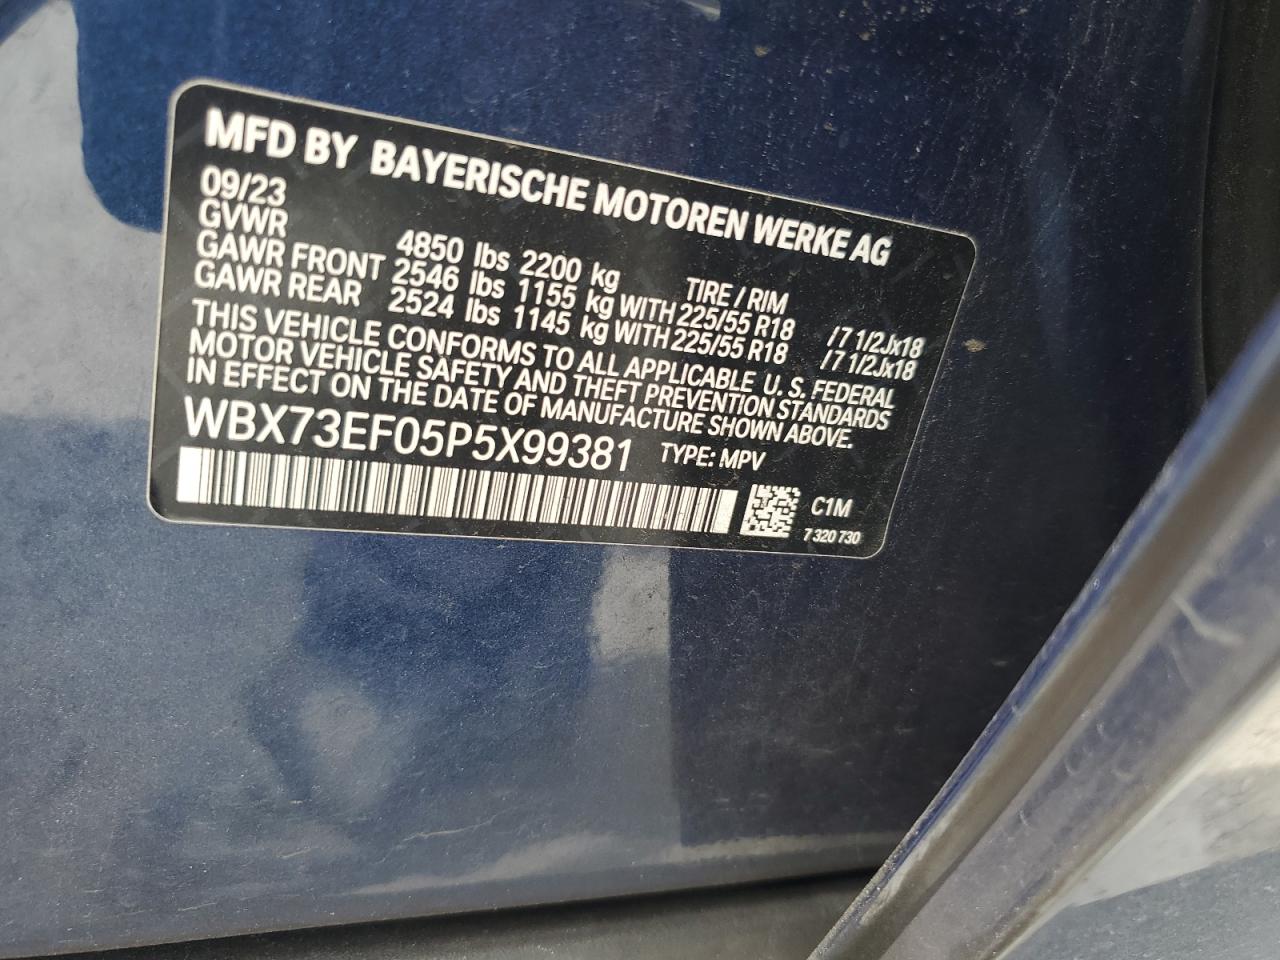 MFD BY BAYERISCHE MOTOREN WERKE AG
09/23
GVWR 4850 lbs 2200 kg TIRE / RIM
GAWR FRONT 2546 lbs 1155 kg WITH 225/55 R18 /7 1/2Jx18
GAWR REAR 2524 lbs 1145 kg WITH 225/55 R18 /7 1/2Jx18
THIS VEHICLE CONFORMS TO ALL APPLICABLE U.S. FEDERAL
MOTOR VEHICLE SAFETY AND THEFT PREVENTION STANDARDS
IN EFFECT ON THE DATE OF MANUFACTURE SHOWN ABOVE.
WBX73EF05P5X99381 TYPE: MPV
C1M
7 320 730